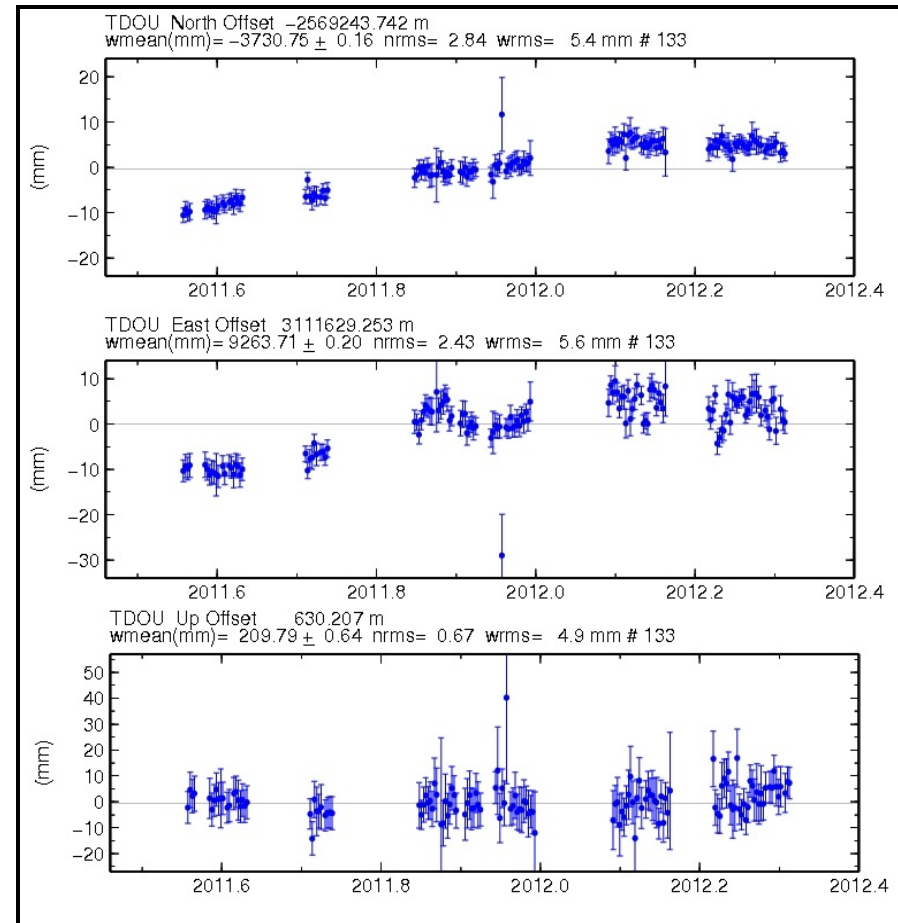 TDOU North Offset -2569243.742 m
wmean(mm)= -3730.75 ± 0.16 nrms= 2.84 wrms= 5.4 mm # 133
20
10
0
-10
-20
(mm)
2011.6 2011.8 2012.0 2012.2 2012.4
TDOU East Offset 3111629.253 m
wmean(mm)= 9263.71 ± 0.20 nrms= 2.43 wrms= 5.6 mm # 133
10
0
-10
-20
-30
(mm)
2011.6 2011.8 2012.0 2012.2 2012.4
TDOU Up Offset 630.207 m
wmean(mm)= 209.79 ± 0.64 nrms= 0.67 wrms= 4.9 mm # 133
50
40
30
20
10
0
-10
-20
(mm)
2011.6 2011.8 2012.0 2012.2 2012.4